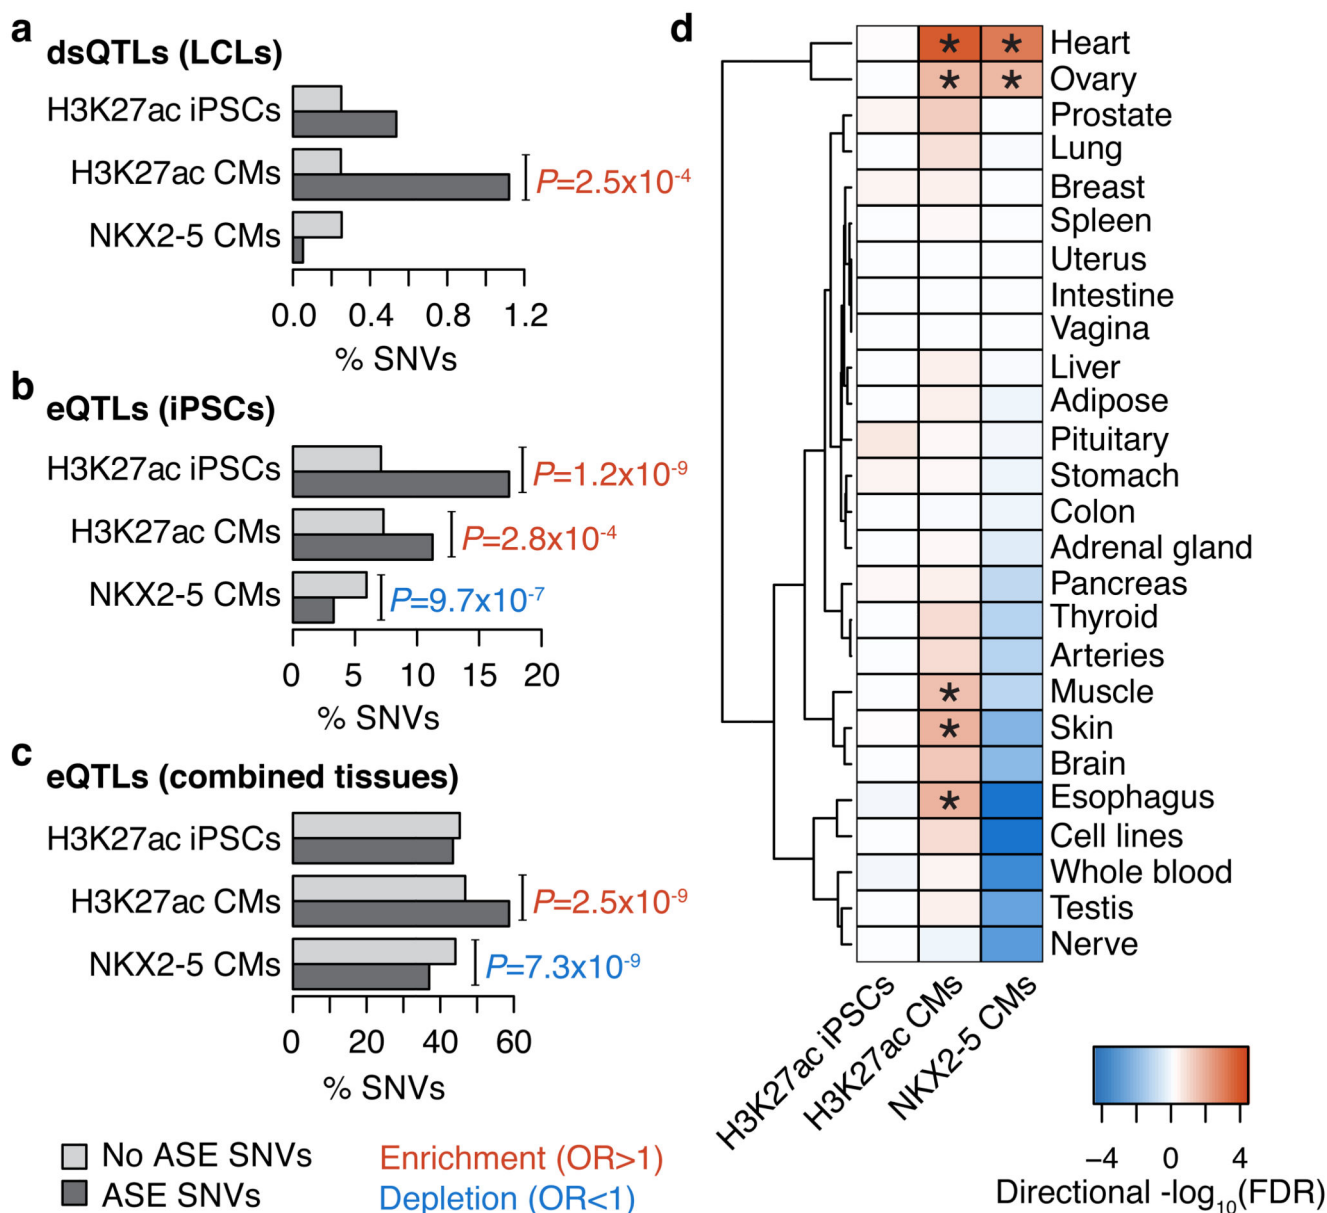 a
dsQTLs (LCLs)
H3K27ac iPSCs
H3K27ac CMs
P=2.5x10-4
NKX2-5 CMs
0.0 0.4 0.8 1.2
% SNVs
b
eQTLs (iPSCs)
H3K27ac iPSCs
P=1.2x10-9
H3K27ac CMs
P=2.8x10-4
NKX2-5 CMs
P=9.7x10-7
0 5 10 15 20
% SNVs
c
eQTLs (combined tissues)
H3K27ac iPSCs
H3K27ac CMs
P=2.5x10-9
NKX2-5 CMs
P=7.3x10-9
0 20 40 60
% SNVs
No ASE SNVs
ASE SNVs
Enrichment (OR>1)
Depletion (OR<1)
d
* * Heart
* * Ovary
Prostate
Lung
Breast
Spleen
Uterus
Intestine
Vagina
Liver
Adipose
Pituitary
Stomach
Colon
Adrenal gland
Pancreas
Thyroid
Arteries
* Muscle
* Skin
Brain
* Esophagus
Cell lines
Whole blood
Testis
Nerve
H3K27ac iPSCs
H3K27ac CMs
NKX2-5 CMs
−4 0 4
Directional -log10(FDR)